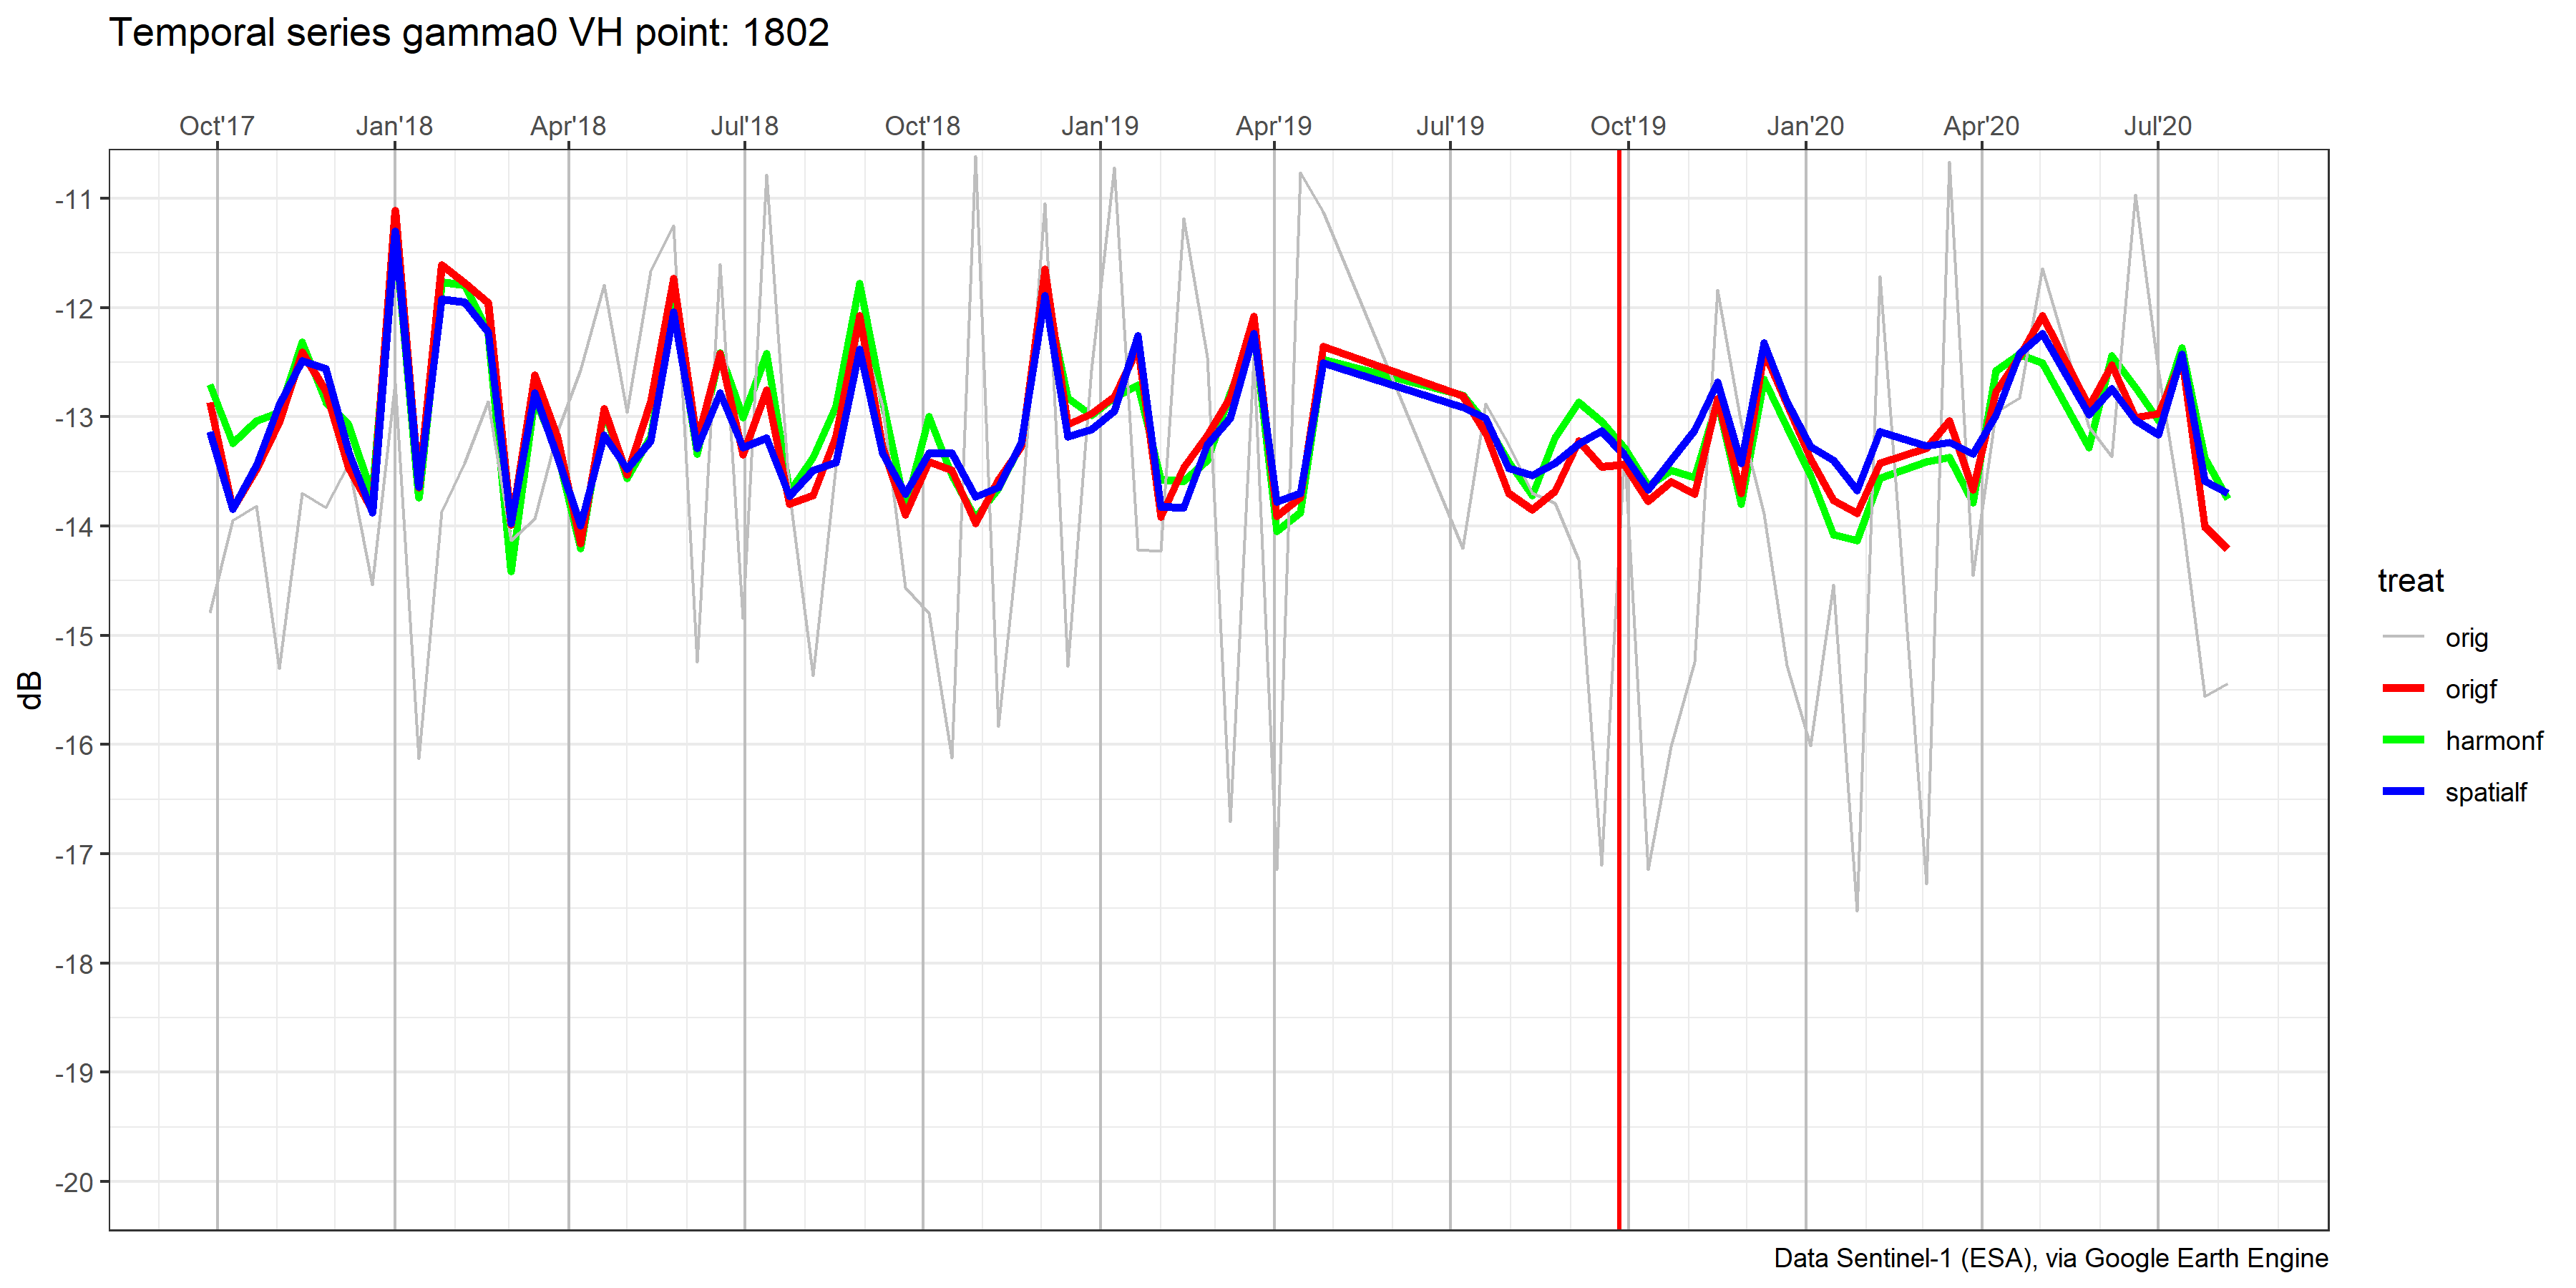 Temporal series gamma0 VH point: 1802
Oct'17 Jan'18 Apr'18 Jul'18 Oct'18 Jan'19 Apr'19 Jul'19 Oct'19 Jan'20 Apr'20 Jul'20
-11
-12
-13
-14
-15
-16
-17
-18
-19
-20
dB
treat
orig
origf
harmonf
spatialf
Data Sentinel-1 (ESA), via Google Earth Engine